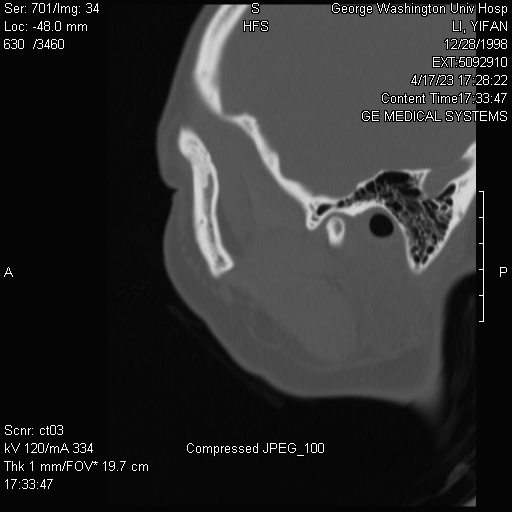 Ser: 701/Img: 34
Loc: -48.0 mm
630 /3460
S
HFS
George Washington Univ Hosp
LI, YIFAN
12/28/1998
EXT:5092910
4/17/23 17:28:22
Content Time17:33:47
GE MEDICAL SYSTEMS
A
P
Scnr: ct03
kV 120/mA 334
Thk 1 mm/FOV* 19.7 cm
17:33:47
Compressed JPEG_100